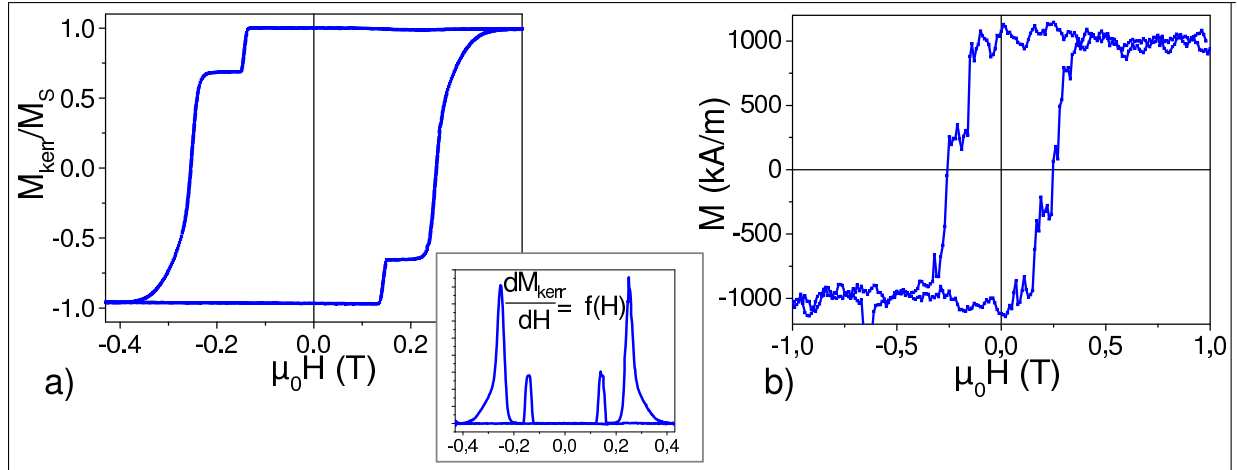 1.0
0.5
0.0
-0.5
-1.0
M_kerr/M_S
-0.4 -0.2 0.0 0.2
μ₀H (T)
a)
dM_kerr/dH = f(H)
-0,4 -0,2 0,0 0,2 0,4
1000
500
0
-500
-1000
M (kA/m)
-1,0 -0,5 0,0 0,5 1,0
μ₀H (T)
b)